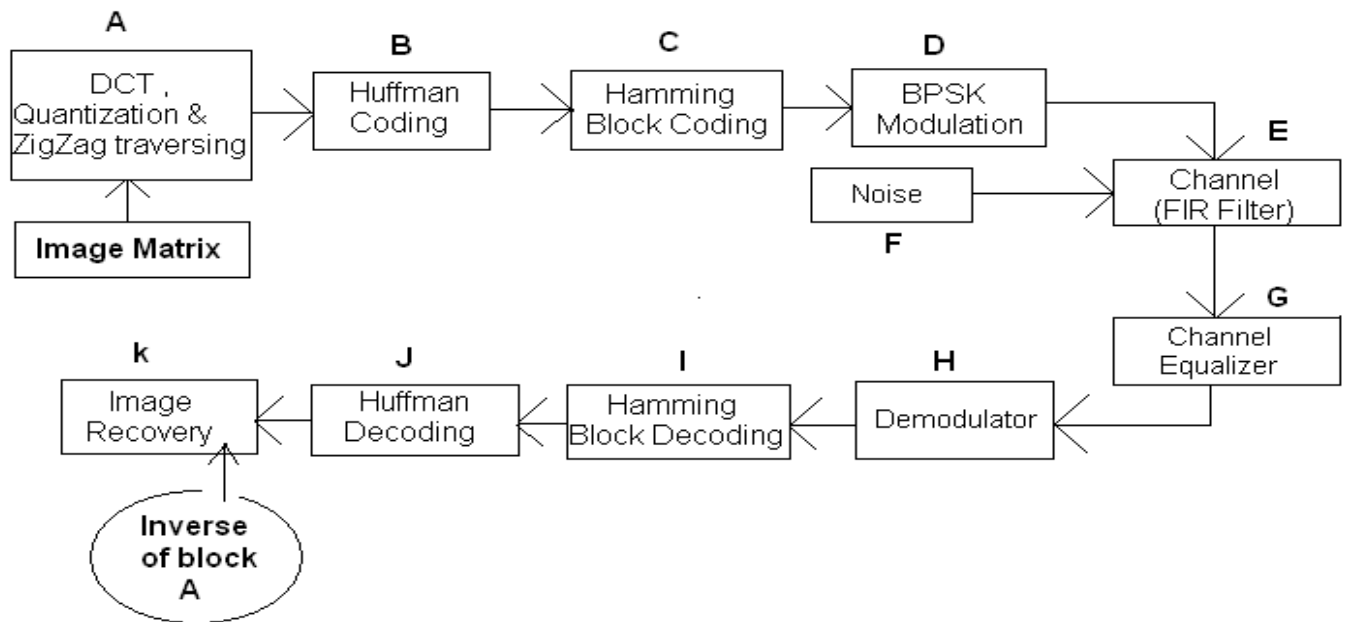 A
DCT ,
Quantization &
ZigZag traversing
B
Huffman
Coding
C
Hamming
Block Coding
D
BPSK
Modulation
E
Channel
(FIR Filter)
Noise
F
Image Matrix
G
Channel
Equalizer
H
Demodulator
I
Hamming
Block Decoding
J
Huffman
Decoding
k
Image
Recovery
Inverse
of block
A